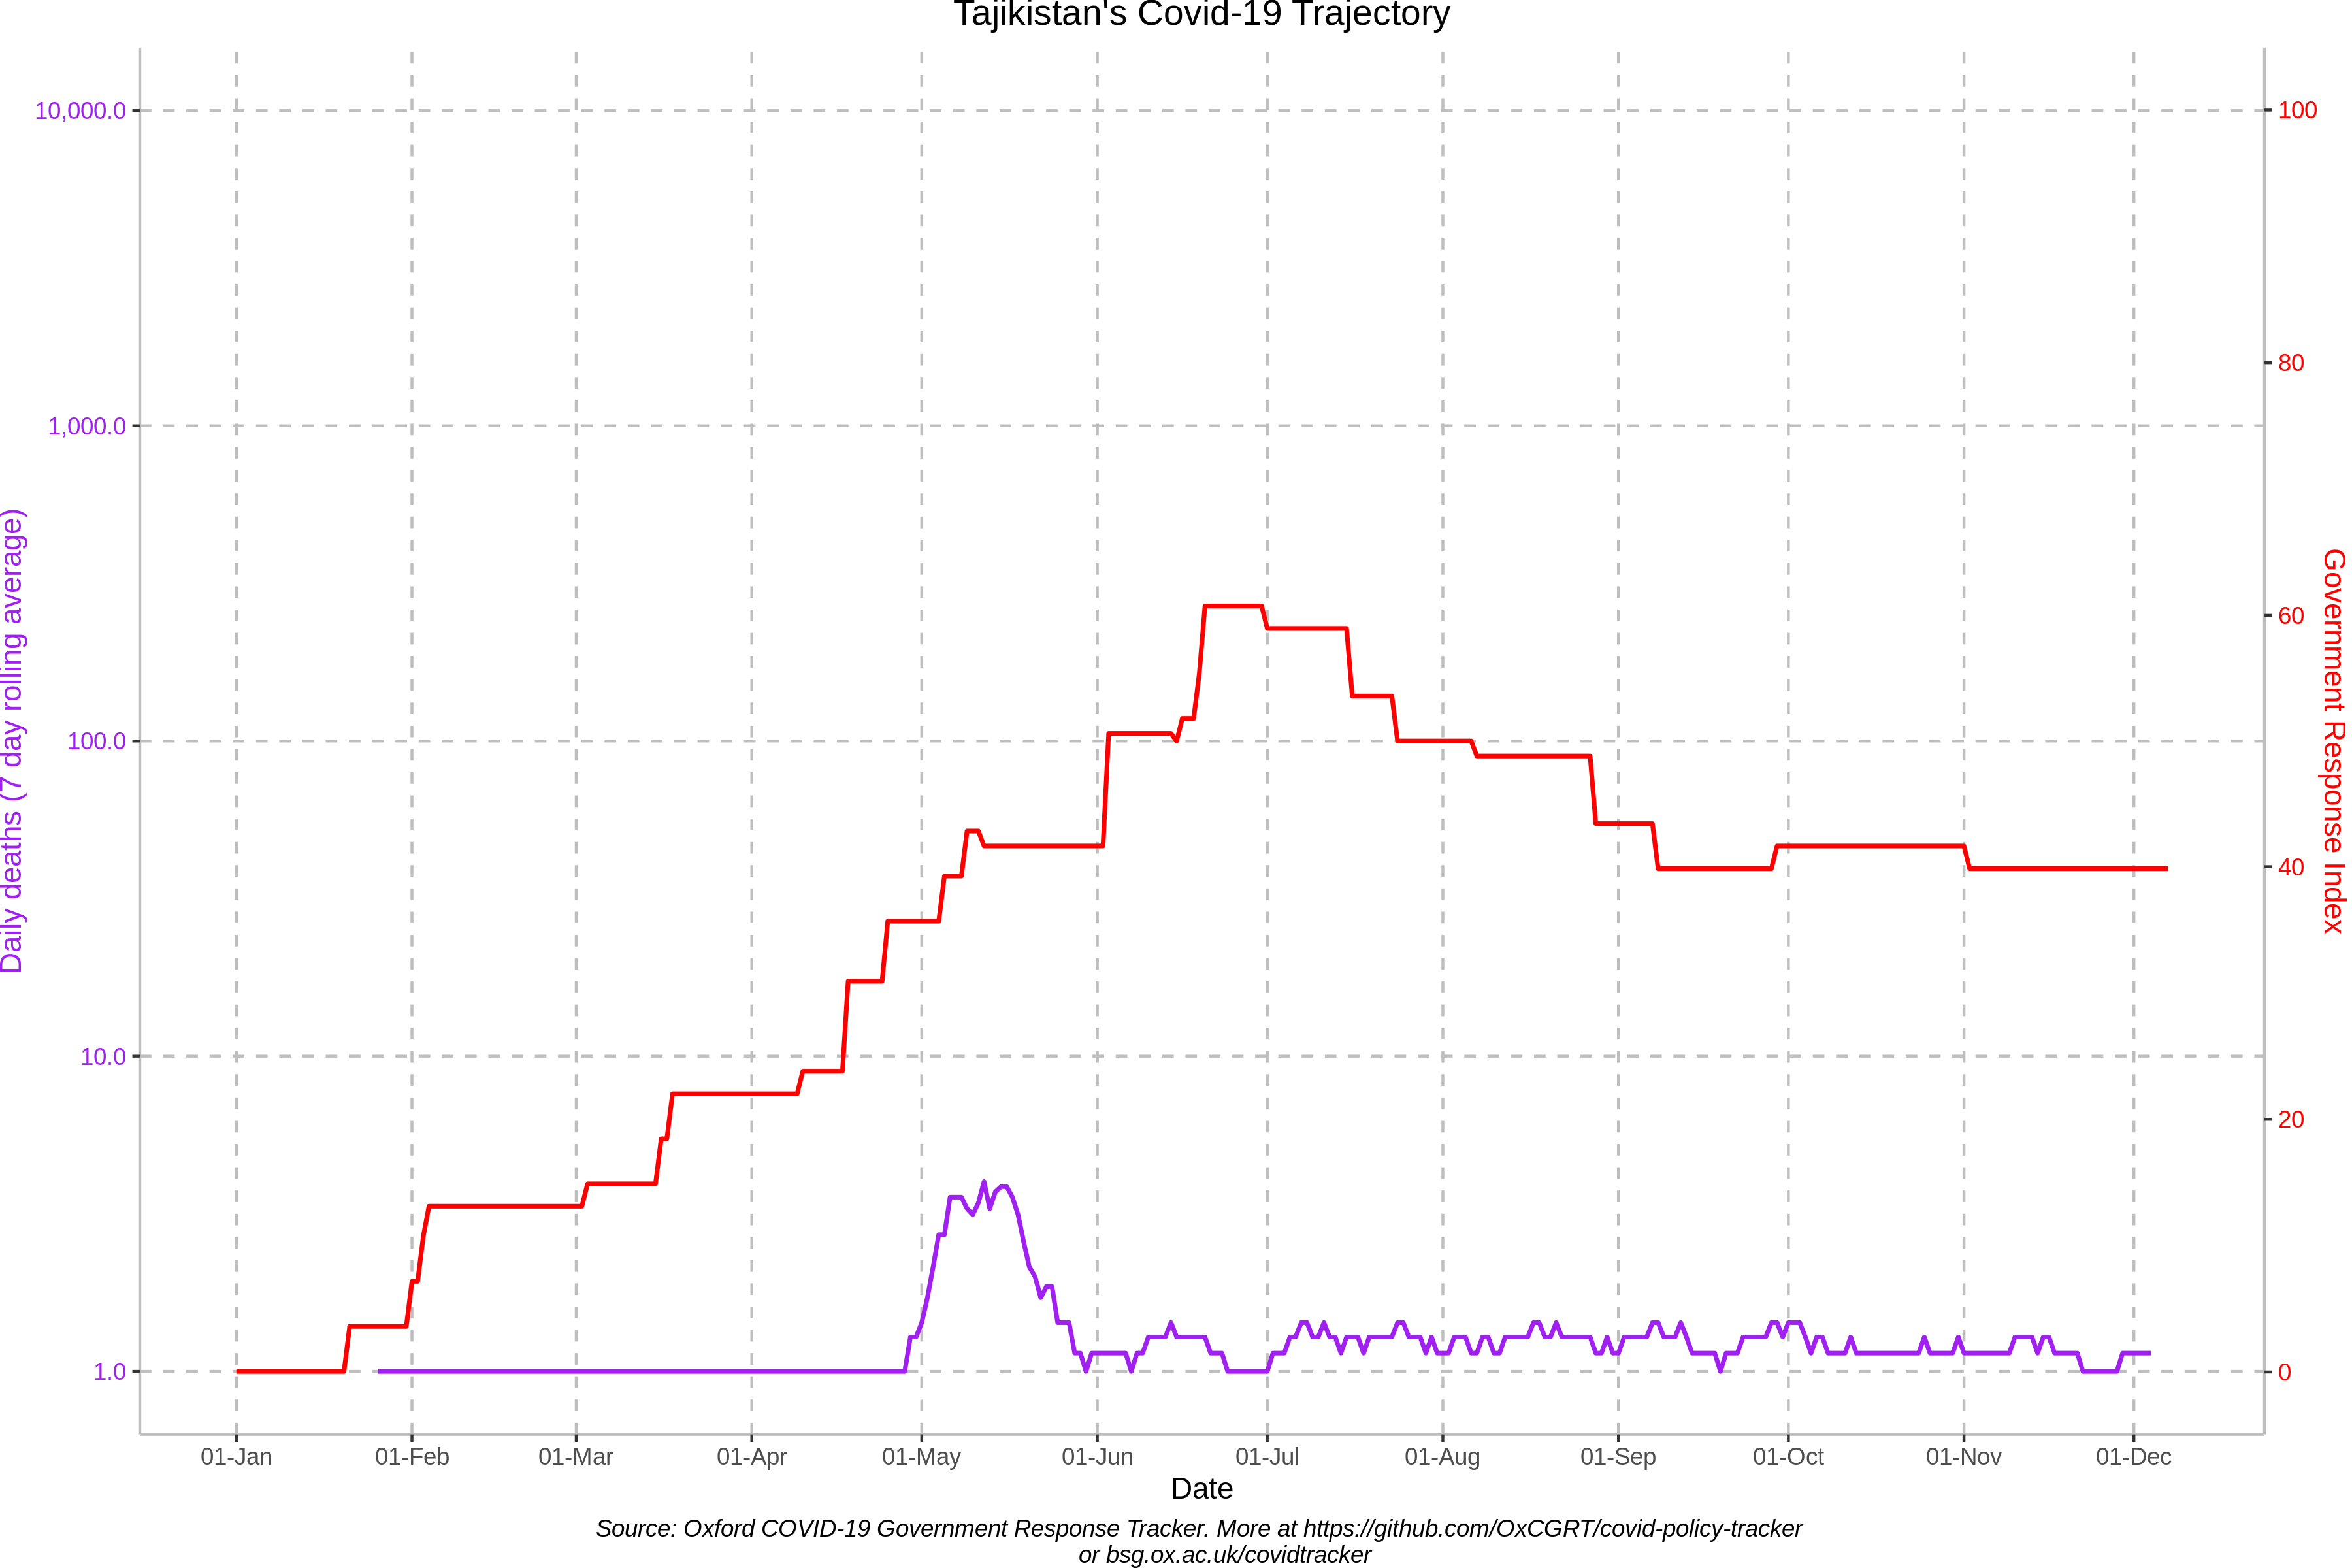 Tajikistan's Covid-19 Trajectory
10,000.0
1,000.0
100.0
10.0
1.0
Daily deaths (7 day rolling average)
100
80
60
40
20
0
Government Response Index
01-Jan 01-Feb 01-Mar 01-Apr 01-May 01-Jun 01-Jul 01-Aug 01-Sep 01-Oct 01-Nov 01-Dec
Date
Source: Oxford COVID-19 Government Response Tracker. More at https://github.com/OxCGRT/covid-policy-tracker
or bsg.ox.ac.uk/covidtracker